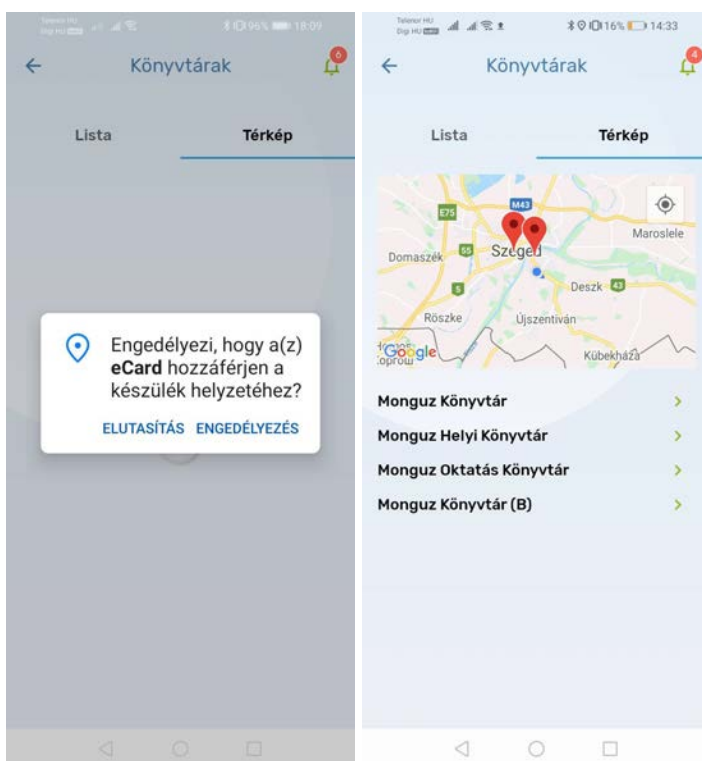 Telenor HU
Digi HU
96%
18:09
6
Könyvtárak
Lista
Térkép
Engedélyezi, hogy a(z)
eCard hozzáférjen a
készülék helyzetéhez?
ELUTASÍTÁS ENGEDÉLYEZÉS
Telenor HU
Digi HU
16%
14:33
4
Könyvtárak
Lista
Térkép
E75
M43
Maroslele
Domaszék
55
Szeged
5
Deszk
43
Röszke
Újszentiván
Google
Kübekháza
Monguz Könyvtár
Monguz Helyi Könyvtár
Monguz Oktatás Könyvtár
Monguz Könyvtár (B)